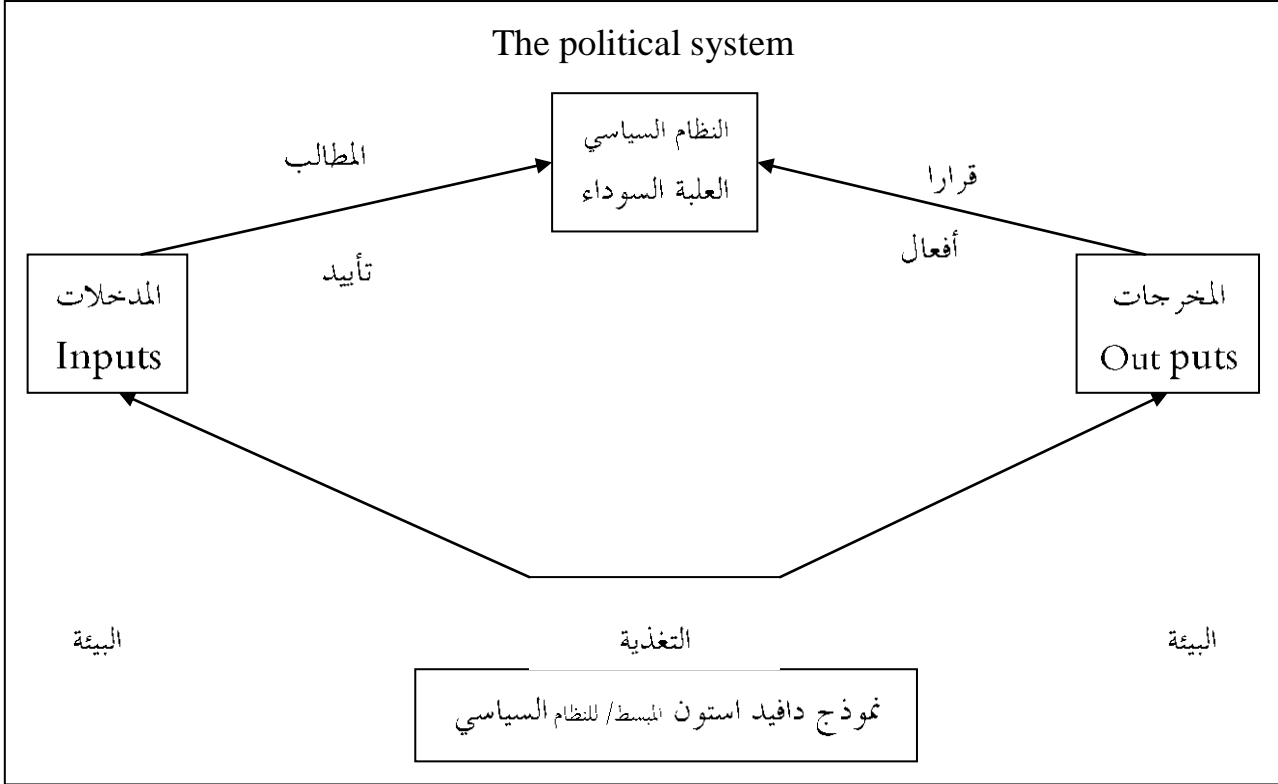 The political system
النظام السياسي
العلبة السوداء
المطالب
تأييد
قرارا
أفعال
المدخلات
Inputs
المخرجات
Out puts
البيئة
التغذية
البيئة
نموذج دافيد استون المبسط/ للنظام السياسي